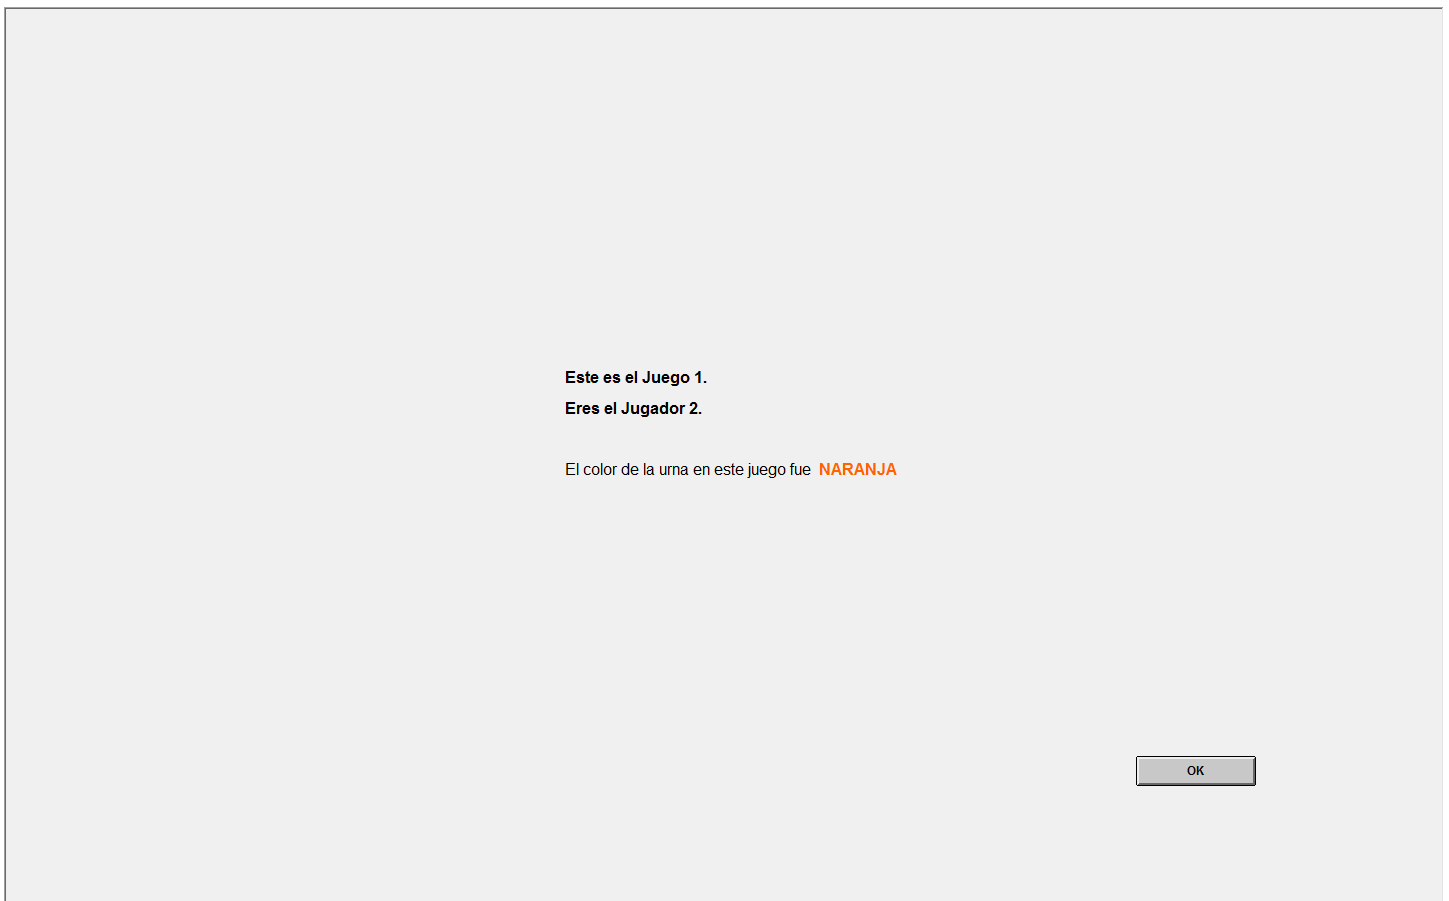 Este es el Juego 1.
Eres el Jugador 2.
El color de la urna en este juego fue NARANJA
OK